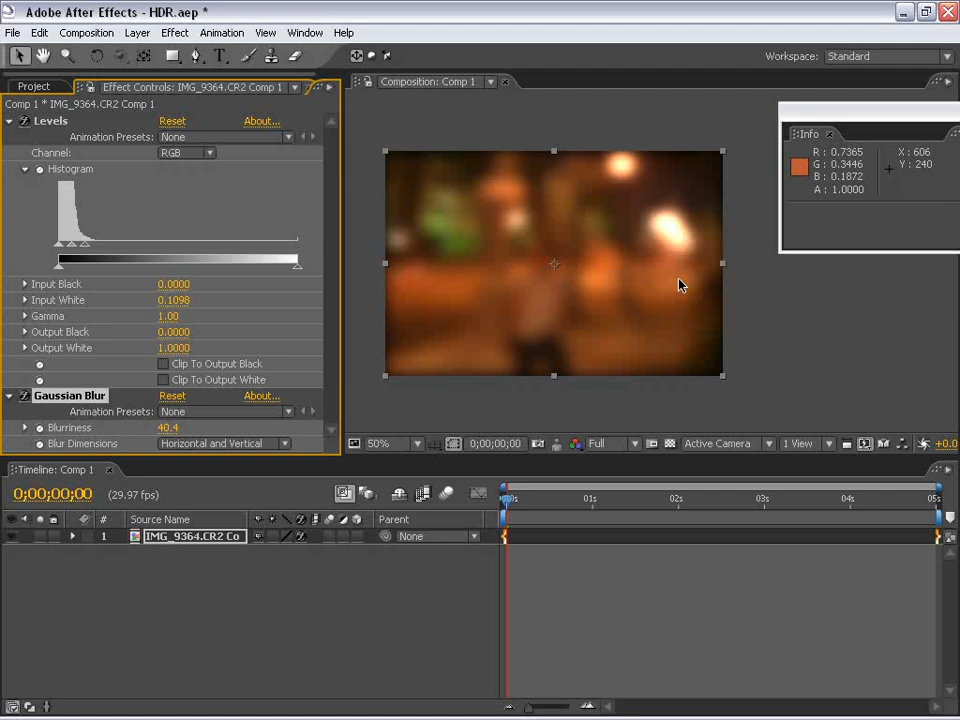 Adobe After Effects - HDR.aep *
File Edit Composition Layer Effect Animation View Window Help
Workspace: Standard
Project Effect Controls: IMG_9364.CR2 Comp 1
Composition: Comp 1
Comp 1 * IMG_9364.CR2 Comp 1
Levels Reset About...
Animation Presets: None
Channel: RGB
Histogram
Input Black 0.0000
Input White 0.1098
Gamma 1.00
Output Black 0.0000
Output White 1.0000
Clip To Output Black
Clip To Output White
Gaussian Blur Reset About...
Animation Presets: None
Blurriness 40.4
Blur Dimensions Horizontal and Vertical
Info
R : 0.7365 X : 606
G : 0.3446 Y : 240
B : 0.1872
A : 1.0000
50% 0;00;00;00 Full Active Camera 1 View +0.0
Timeline: Comp 1
0;00;00;00 (29.97 fps)
01s 02s 03s 04s 05s
# Source Name Parent
1 IMG_9364.CR2 Co None